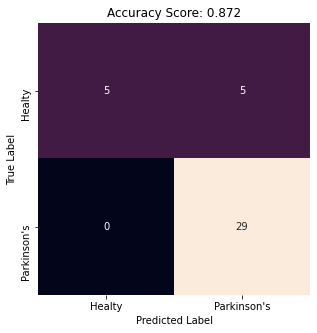 Accuracy Score: 0.872
True Label
Healty
5 5
Parkinson's
0 29
Healty Parkinson's
Predicted Label